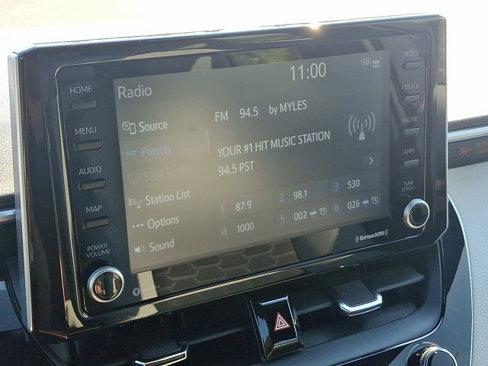 11:00
Radio
HOME
SEEK
MENU
TRACK
AUDIO
PHONE
MAP
APPS
POWER
VOLUME
TUNE
SCROLL
Source
Presets
Station List
Options
Sound
FM 94.5 by MYLES
YOUR #1 HIT MUSIC STATION
94.5 PST
1 87.9
2 98.1
3 530
4 1000
5 002
6 026
SiriusXM